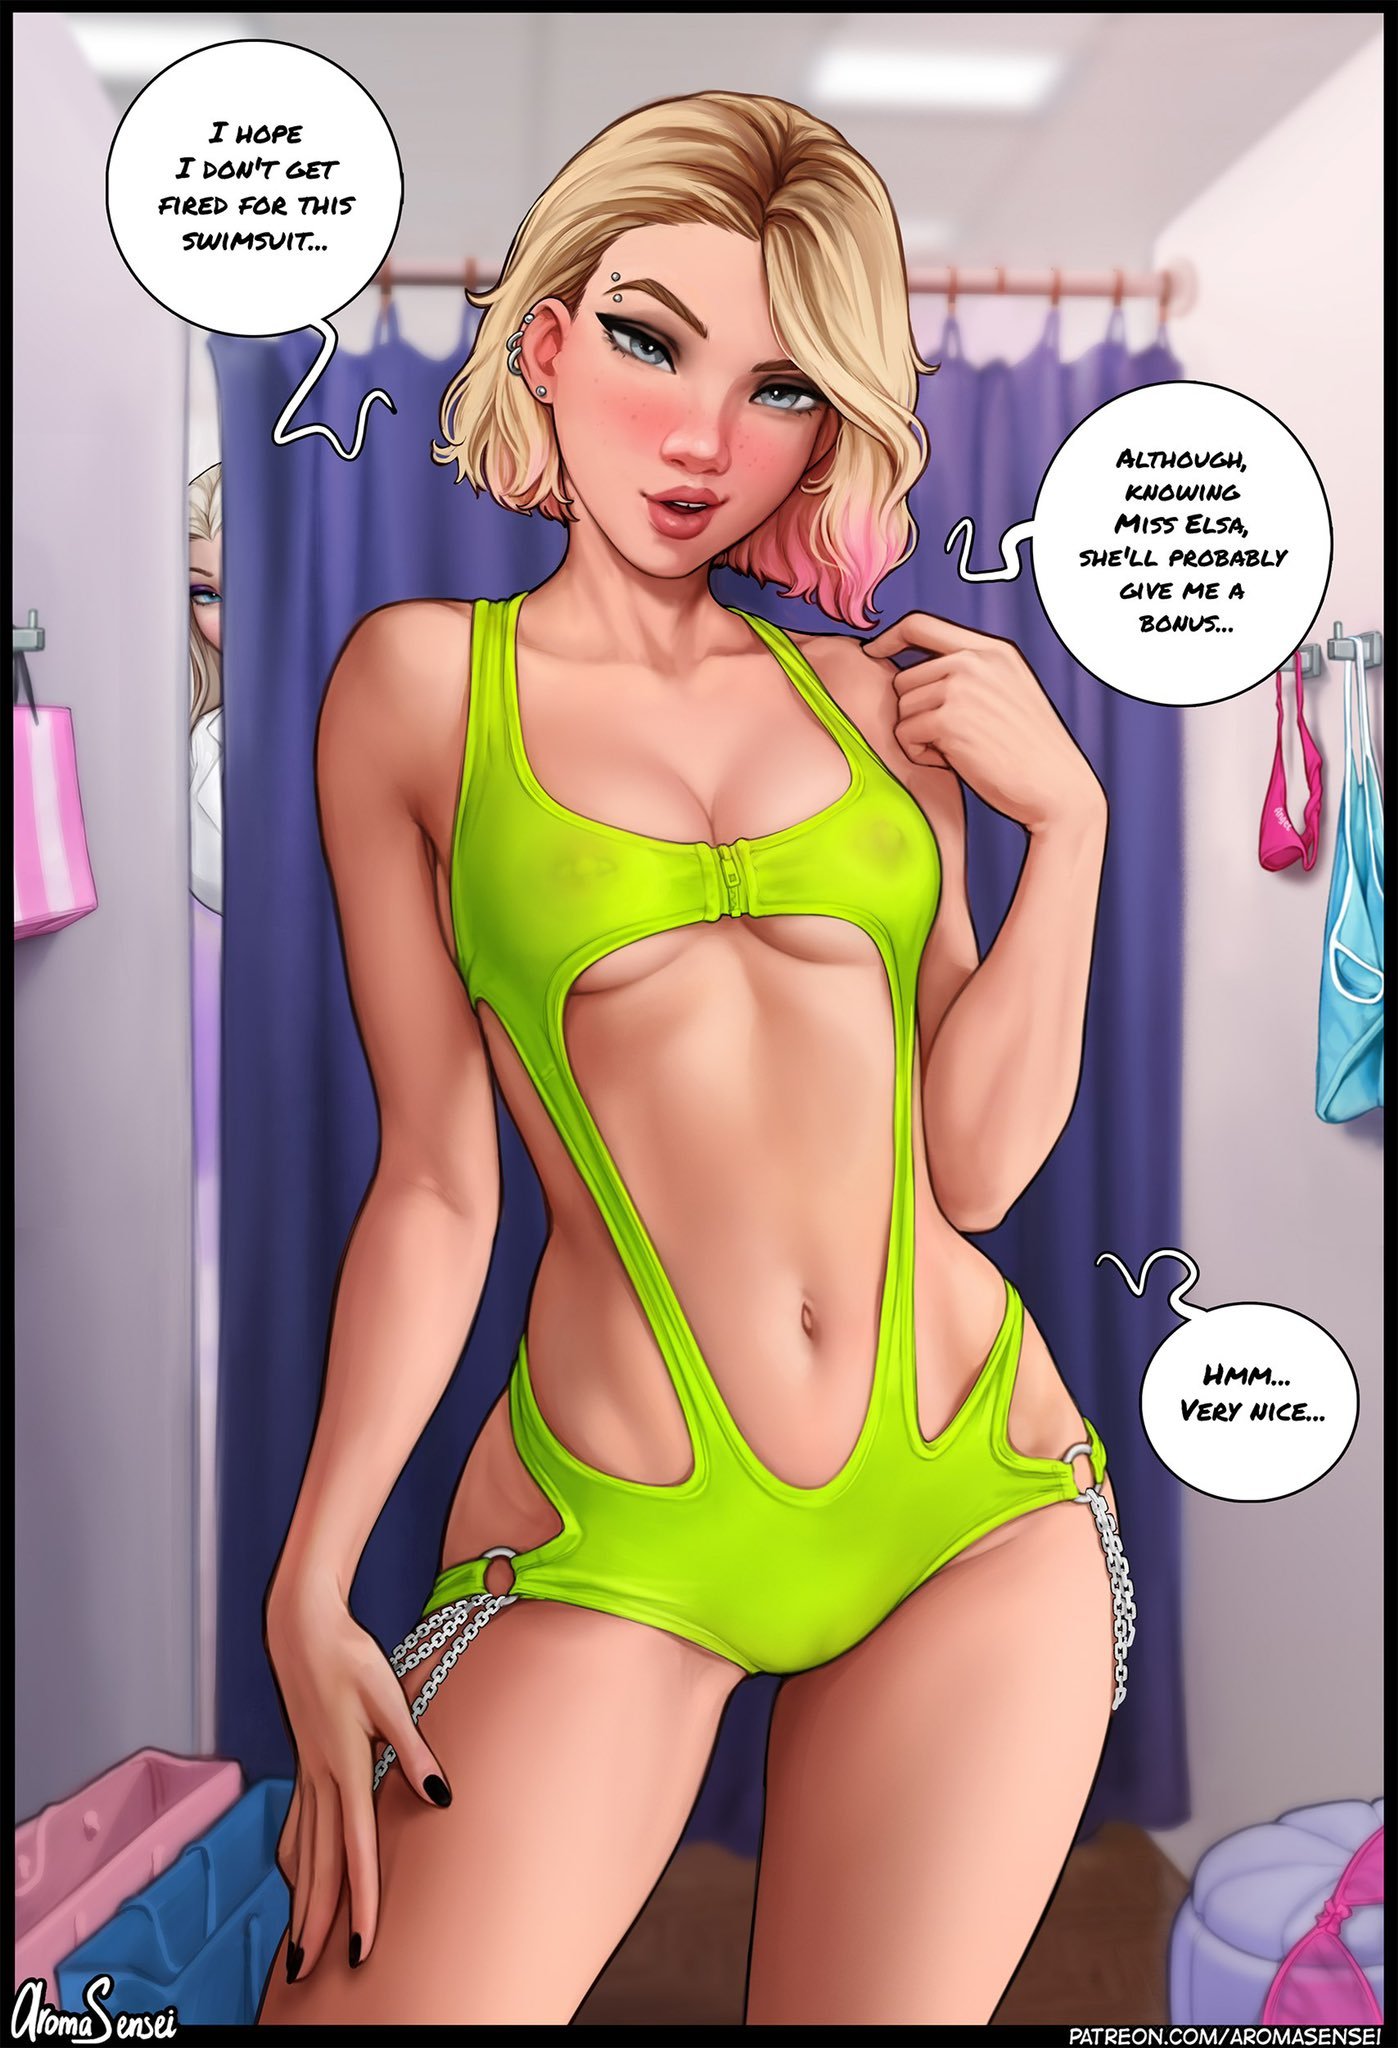 I HOPE
I DON'T GET
FIRED FOR THIS
SWIMSUIT...
ALTHOUGH,
KNOWING
MISS ELSA,
SHE'LL PROBABLY
GIVE ME A
BONUS...
HMM...
VERY NICE...
Angel
AromaSensei
PATREON.COM/AROMASENSEI